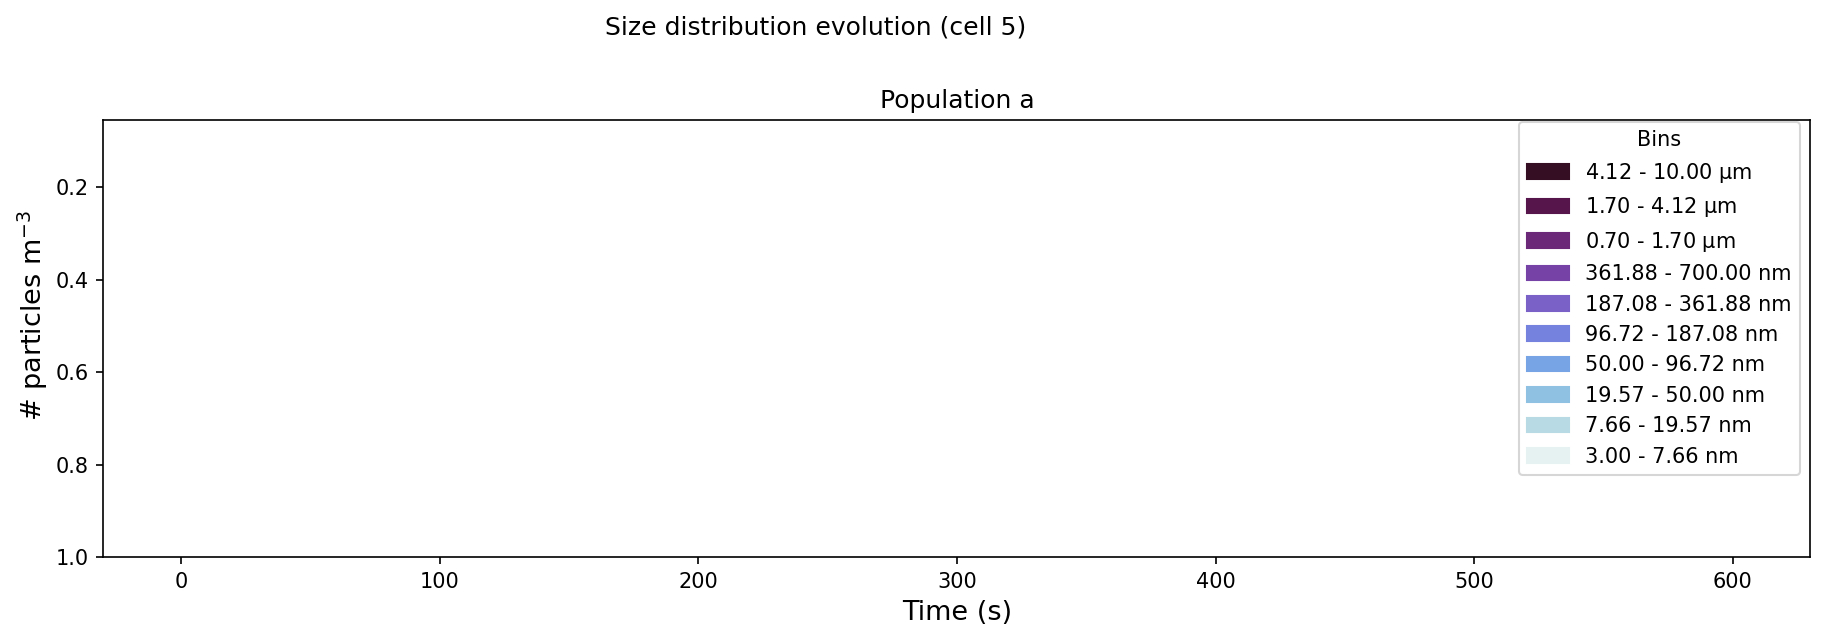 Size distribution evolution (cell 5)
Population a
# particles m⁻³
0.2
0.4
0.6
0.8
1.0
0 100 200 300 400 500 600
Time (s)
Bins
4.12 - 10.00 µm
1.70 - 4.12 µm
0.70 - 1.70 µm
361.88 - 700.00 nm
187.08 - 361.88 nm
96.72 - 187.08 nm
50.00 - 96.72 nm
19.57 - 50.00 nm
7.66 - 19.57 nm
3.00 - 7.66 nm